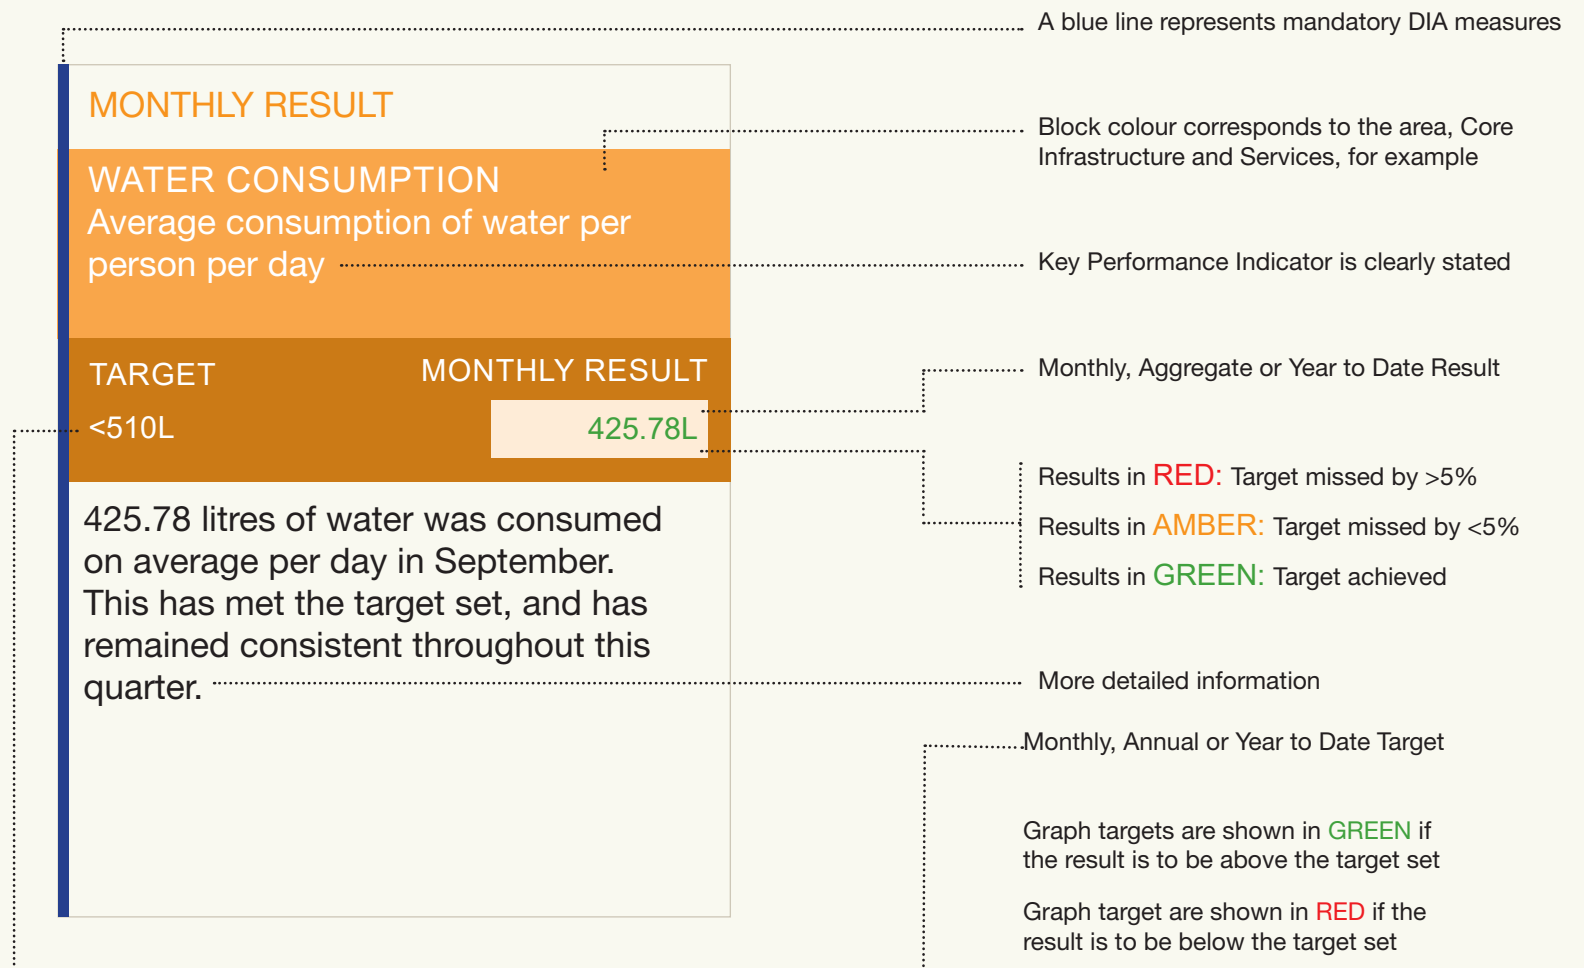 A blue line represents mandatory DIA measures
MONTHLY RESULT
Block colour corresponds to the area, Core
Infrastructure and Services, for example
WATER CONSUMPTION
Average consumption of water per
person per day
Key Performance Indicator is clearly stated
TARGET
MONTHLY RESULT
<510L
425.78L
Monthly, Aggregate or Year to Date Result
Results in RED: Target missed by >5%
Results in AMBER: Target missed by <5%
Results in GREEN: Target achieved
425.78 litres of water was consumed
on average per day in September.
This has met the target set, and has
remained consistent throughout this
quarter.
More detailed information
Monthly, Annual or Year to Date Target
Graph targets are shown in GREEN if
the result is to be above the target set
Graph target are shown in RED if the
result is to be below the target set